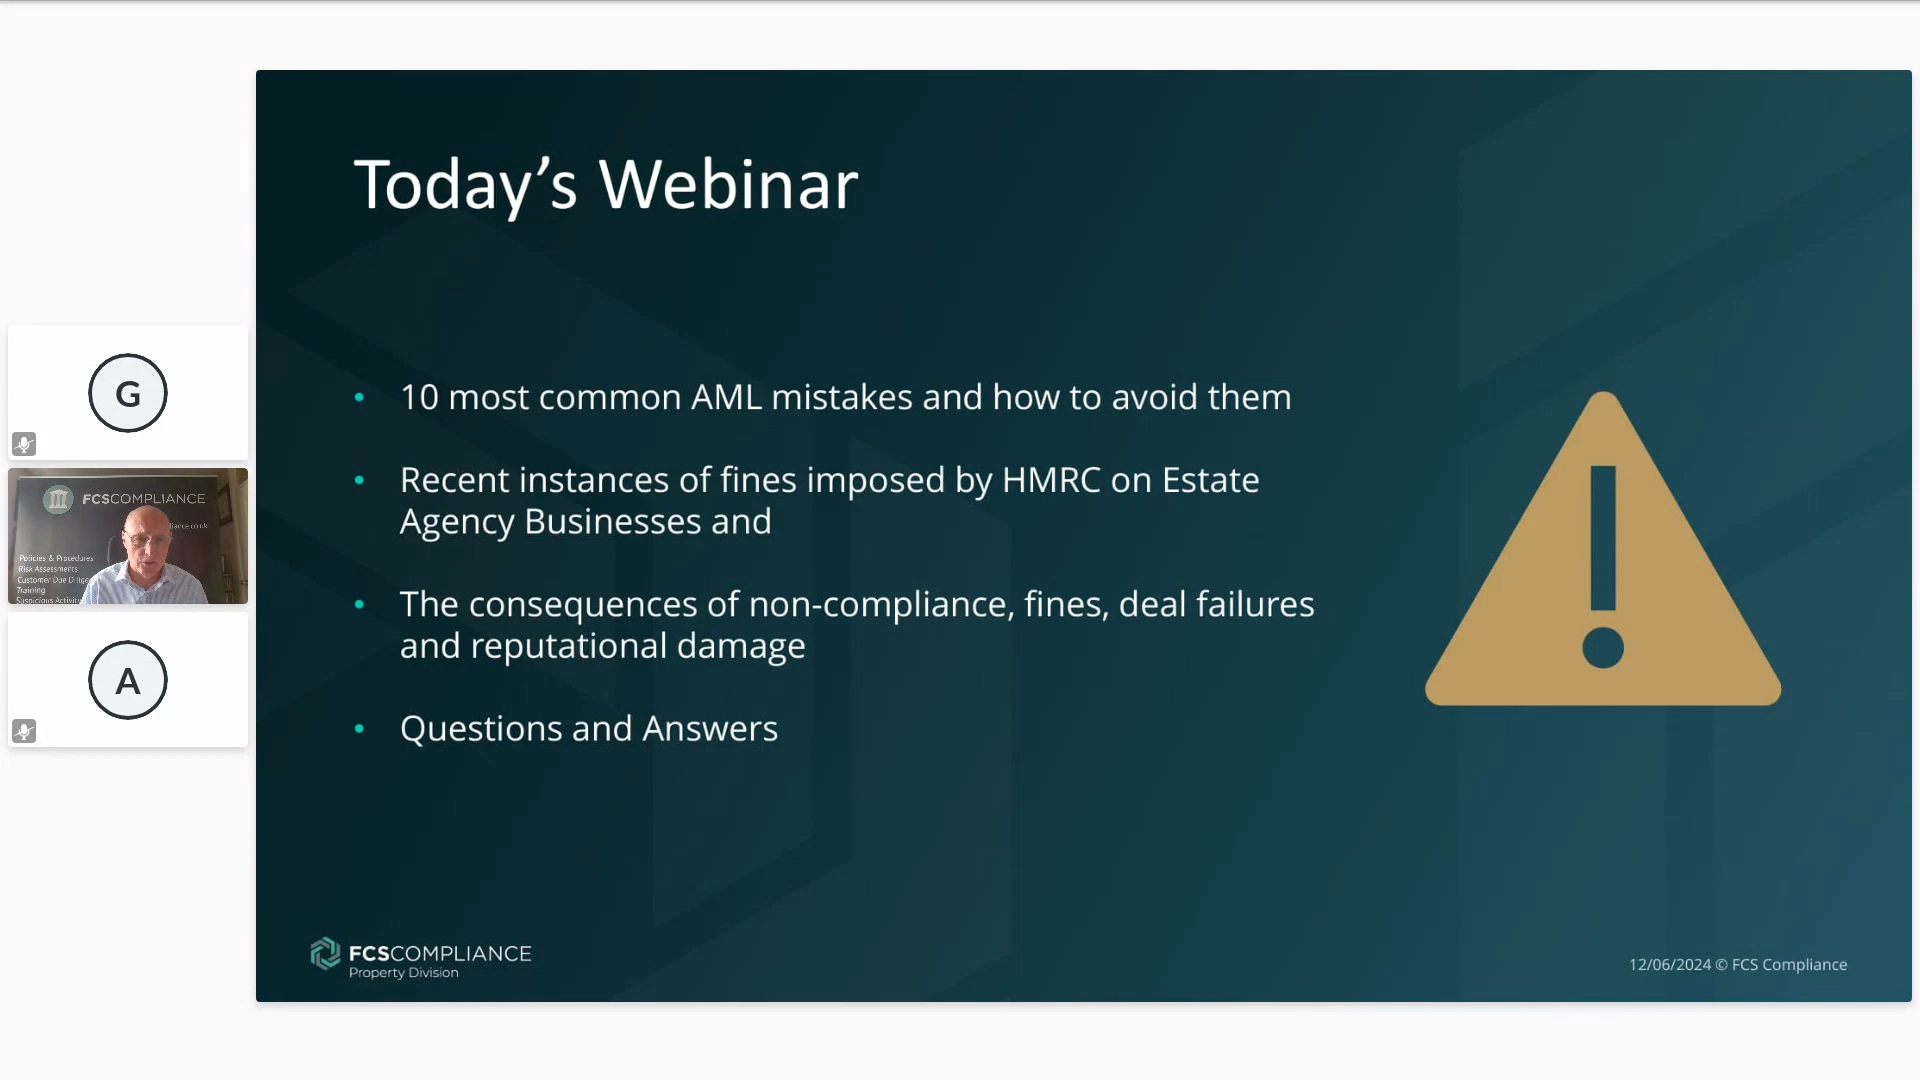 Today’s Webinar
• 10 most common AML mistakes and how to avoid them
• Recent instances of fines imposed by HMRC on Estate
Agency Businesses and
• The consequences of non-compliance, fines, deal failures
and reputational damage
• Questions and Answers
FCSCOMPLIANCE
Property Division
12/06/2024 © FCS Compliance
G
FCSCOMPLIANCE
Policies & Procedures
Risk Assessments
Customer Due
Training
Suspicious
A